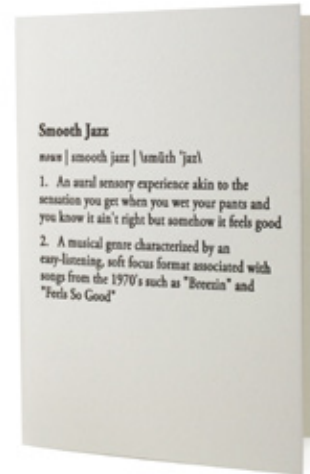 Smooth Jazz
noun | smooth jazz | \smüth 'jaz\
1. An aural sensory experience akin to the
sensation you get when you wet your pants and
you know it ain't right but somehow it feels good
2. A musical genre characterized by an
easy-listening, soft focus format associated with
songs from the 1970's such as "Breezin" and
"Feels So Good"